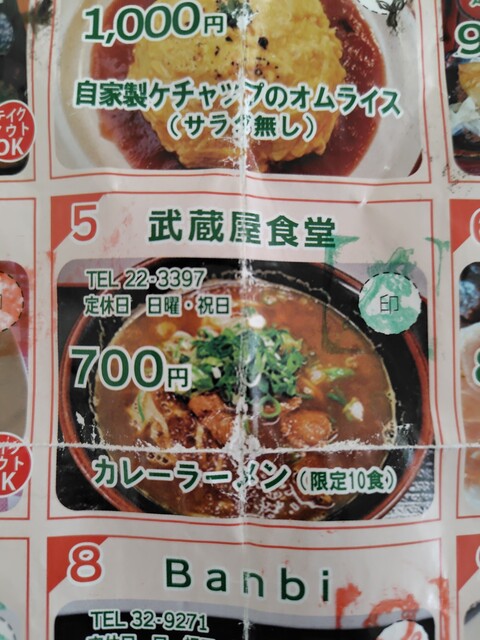 1,000円
自家製ケチャップのオムライス
(サラダ無し)
5 武蔵屋食堂
TEL 22-3397
定休日 日曜・祝日
印
700円
カレーラーメン(限定10食)
8 Banbi
TEL 32-9271